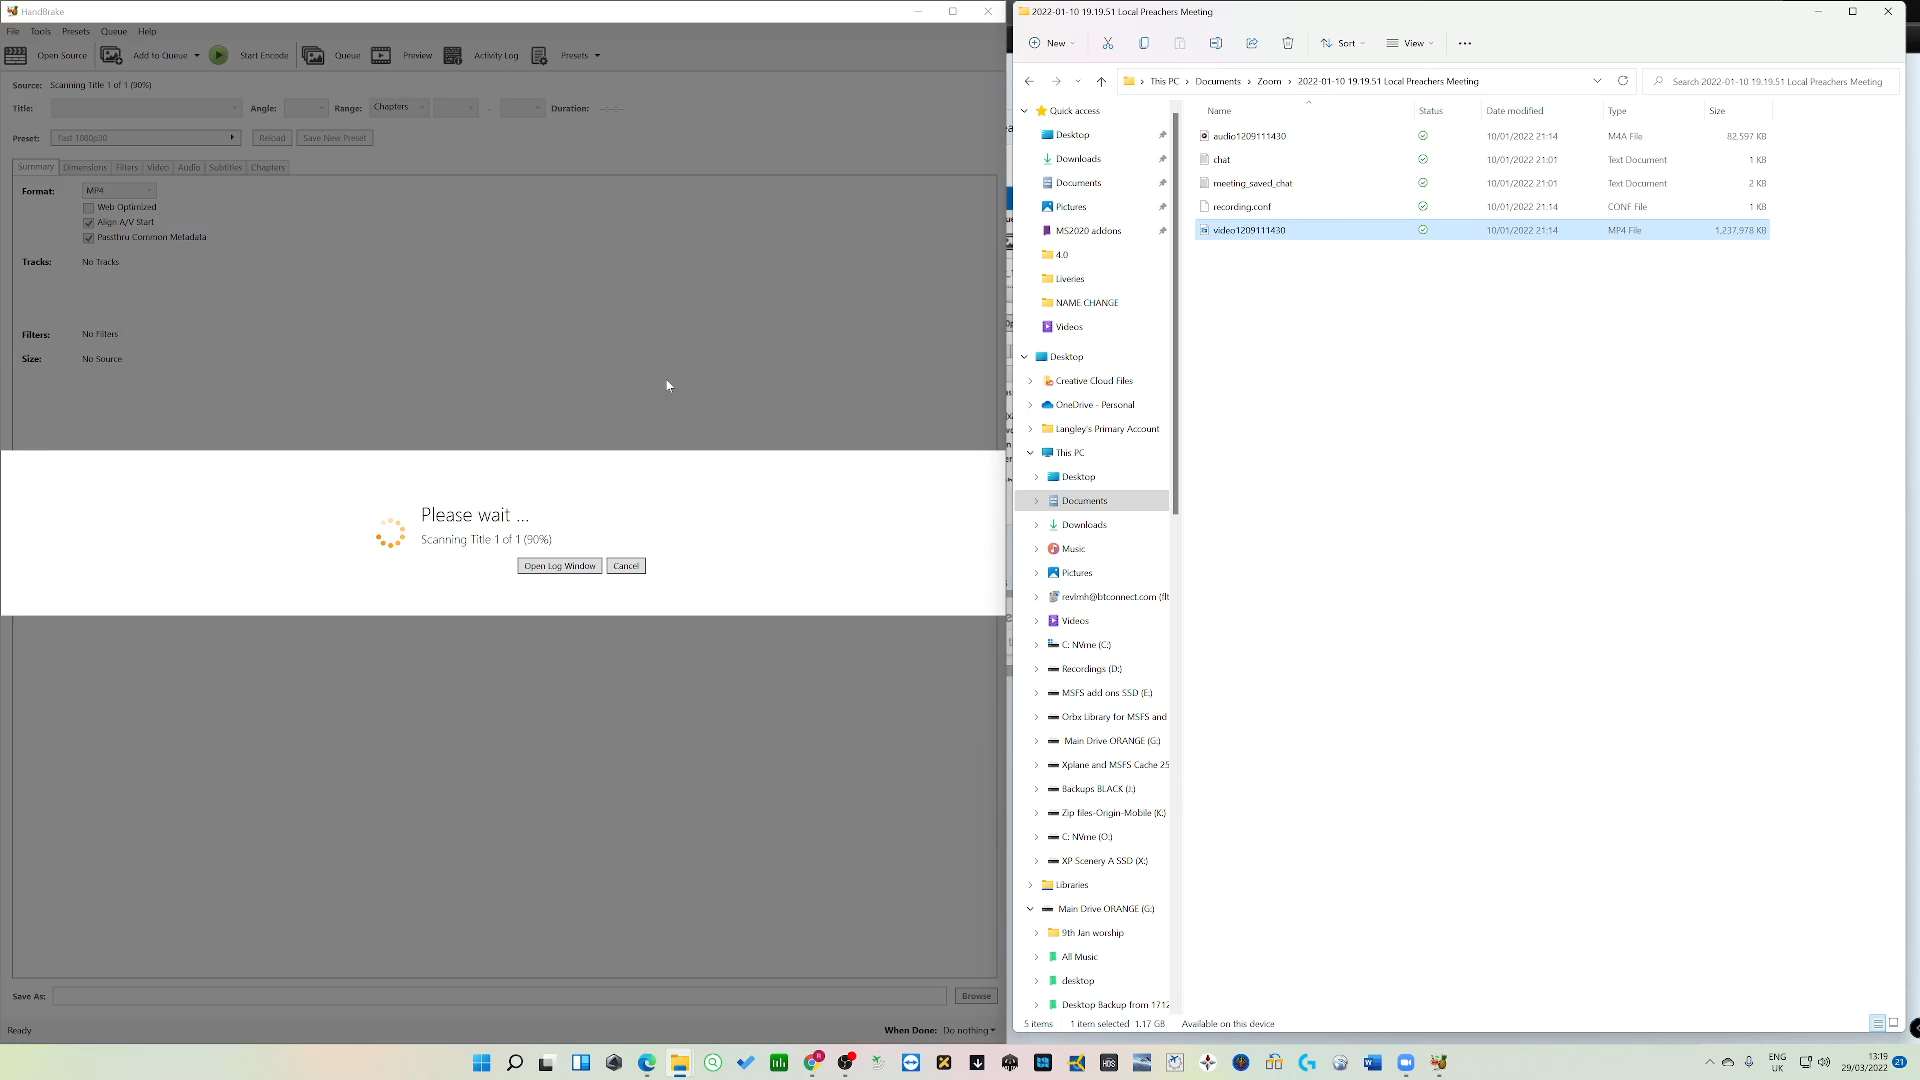 HandBrake
File Tools Presets Queue Help
Open Source Add to Queue Start Encode Queue Preview Activity Log Presets
Source: Scanning Title 1 of 1 (90%)
Title: Angle: Range: Chapters - Duration: --:--:--
Preset: Fast 1080p30 Reload Save New Preset
Summary Dimensions Filters Video Audio Subtitles Chapters
Format: MP4
Web Optimized
Align A/V Start
Passthru Common Metadata
Tracks: No Tracks
Filters: No Filters
Size: No Source
Please wait ...
Scanning Title 1 of 1 (90%)
Open Log Window Cancel
Save As: Browse
Ready When Done: Do nothing
2022-01-10 19.19.51 Local Preachers Meeting
New Sort View
This PC Documents Zoom 2022-01-10 19.19.51 Local Preachers Meeting Search 2022-01-10 19.19.51 Local Preachers Meeting
Name Status Date modified Type Size
audio1209111430 10/01/2022 21:14 M4A File 82,597 KB
chat 10/01/2022 21:01 Text Document 1 KB
meeting_saved_chat 10/01/2022 21:01 Text Document 2 KB
recording.conf 10/01/2022 21:14 CONF File 1 KB
video1209111430 10/01/2022 21:14 MP4 File 1,237,978 KB
Quick access
Desktop
Downloads
Documents
Pictures
MS2020 addons
4.0
Liveries
NAME CHANGE
Videos
Desktop
Creative Cloud Files
OneDrive - Personal
Langley's Primary Account
This PC
Desktop
Documents
Downloads
Music
Pictures
revlmh@btconnect.com (flt
Videos
C: NVme (C:)
Recordings (D:)
MSFS add ons SSD (E:)
Orbx Library for MSFS and
Main Drive ORANGE (G:)
Xplane and MSFS Cache 25
Backups BLACK (J:)
Zip files-Origin-Mobile (K:)
C: NVme (O:)
XP Scenery A SSD (X:)
Libraries
Main Drive ORANGE (G:)
9th Jan worship
All Music
desktop
Desktop Backup from 1712
5 items 1 item selected 1.17 GB Available on this device
ENG
UK
13:19
29/03/2022
21